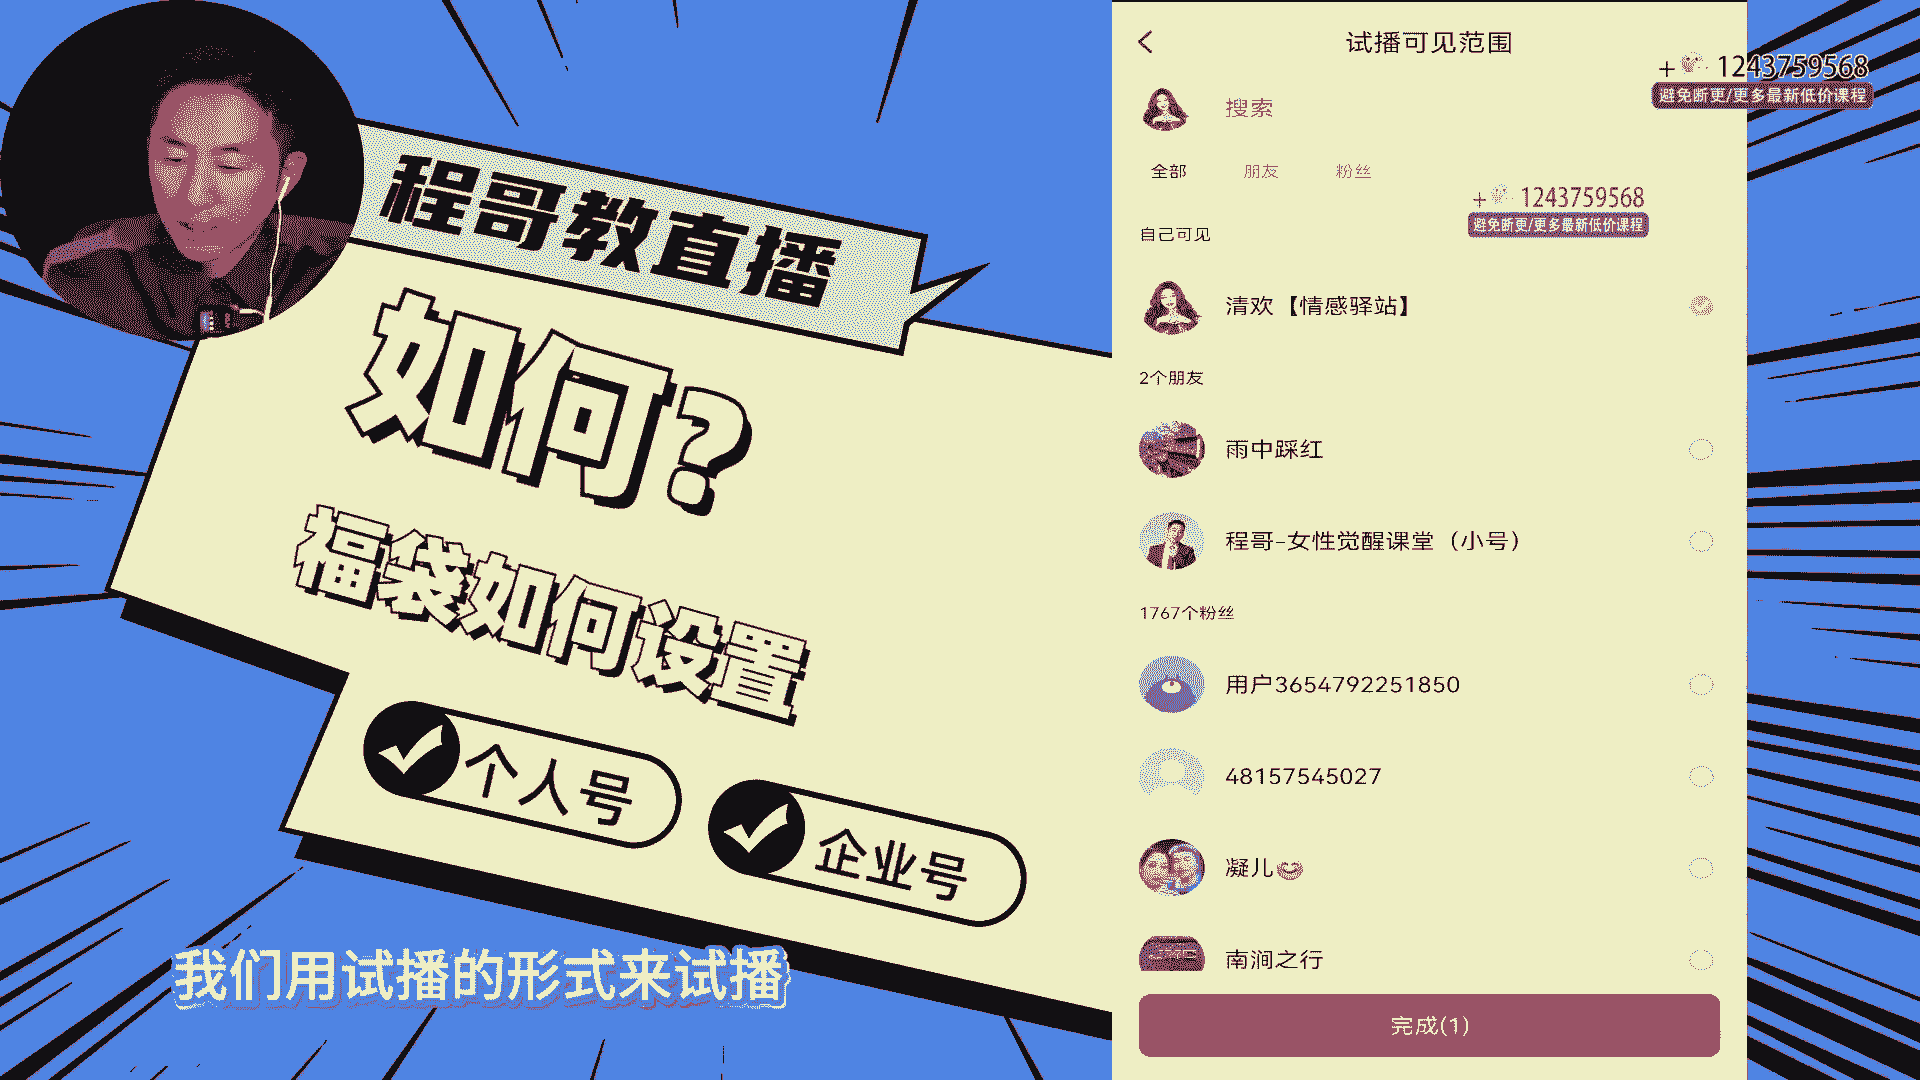 程哥教直播
如何?
福袋如何设置
个人号
企业号
我们用试播的形式来试播
试播可见范围
+ 1243759568
避免断更/更多最新低价课程
搜索
全部
朋友
粉丝
+ 1243759568
避免断更/更多最新低价课程
自己可见
清欢【情感驿站】
2个朋友
雨中踩红
程哥-女性觉醒课堂（小号）
1767个粉丝
用户3654792251850
48157545027
凝儿
南涧之行
完成(1)